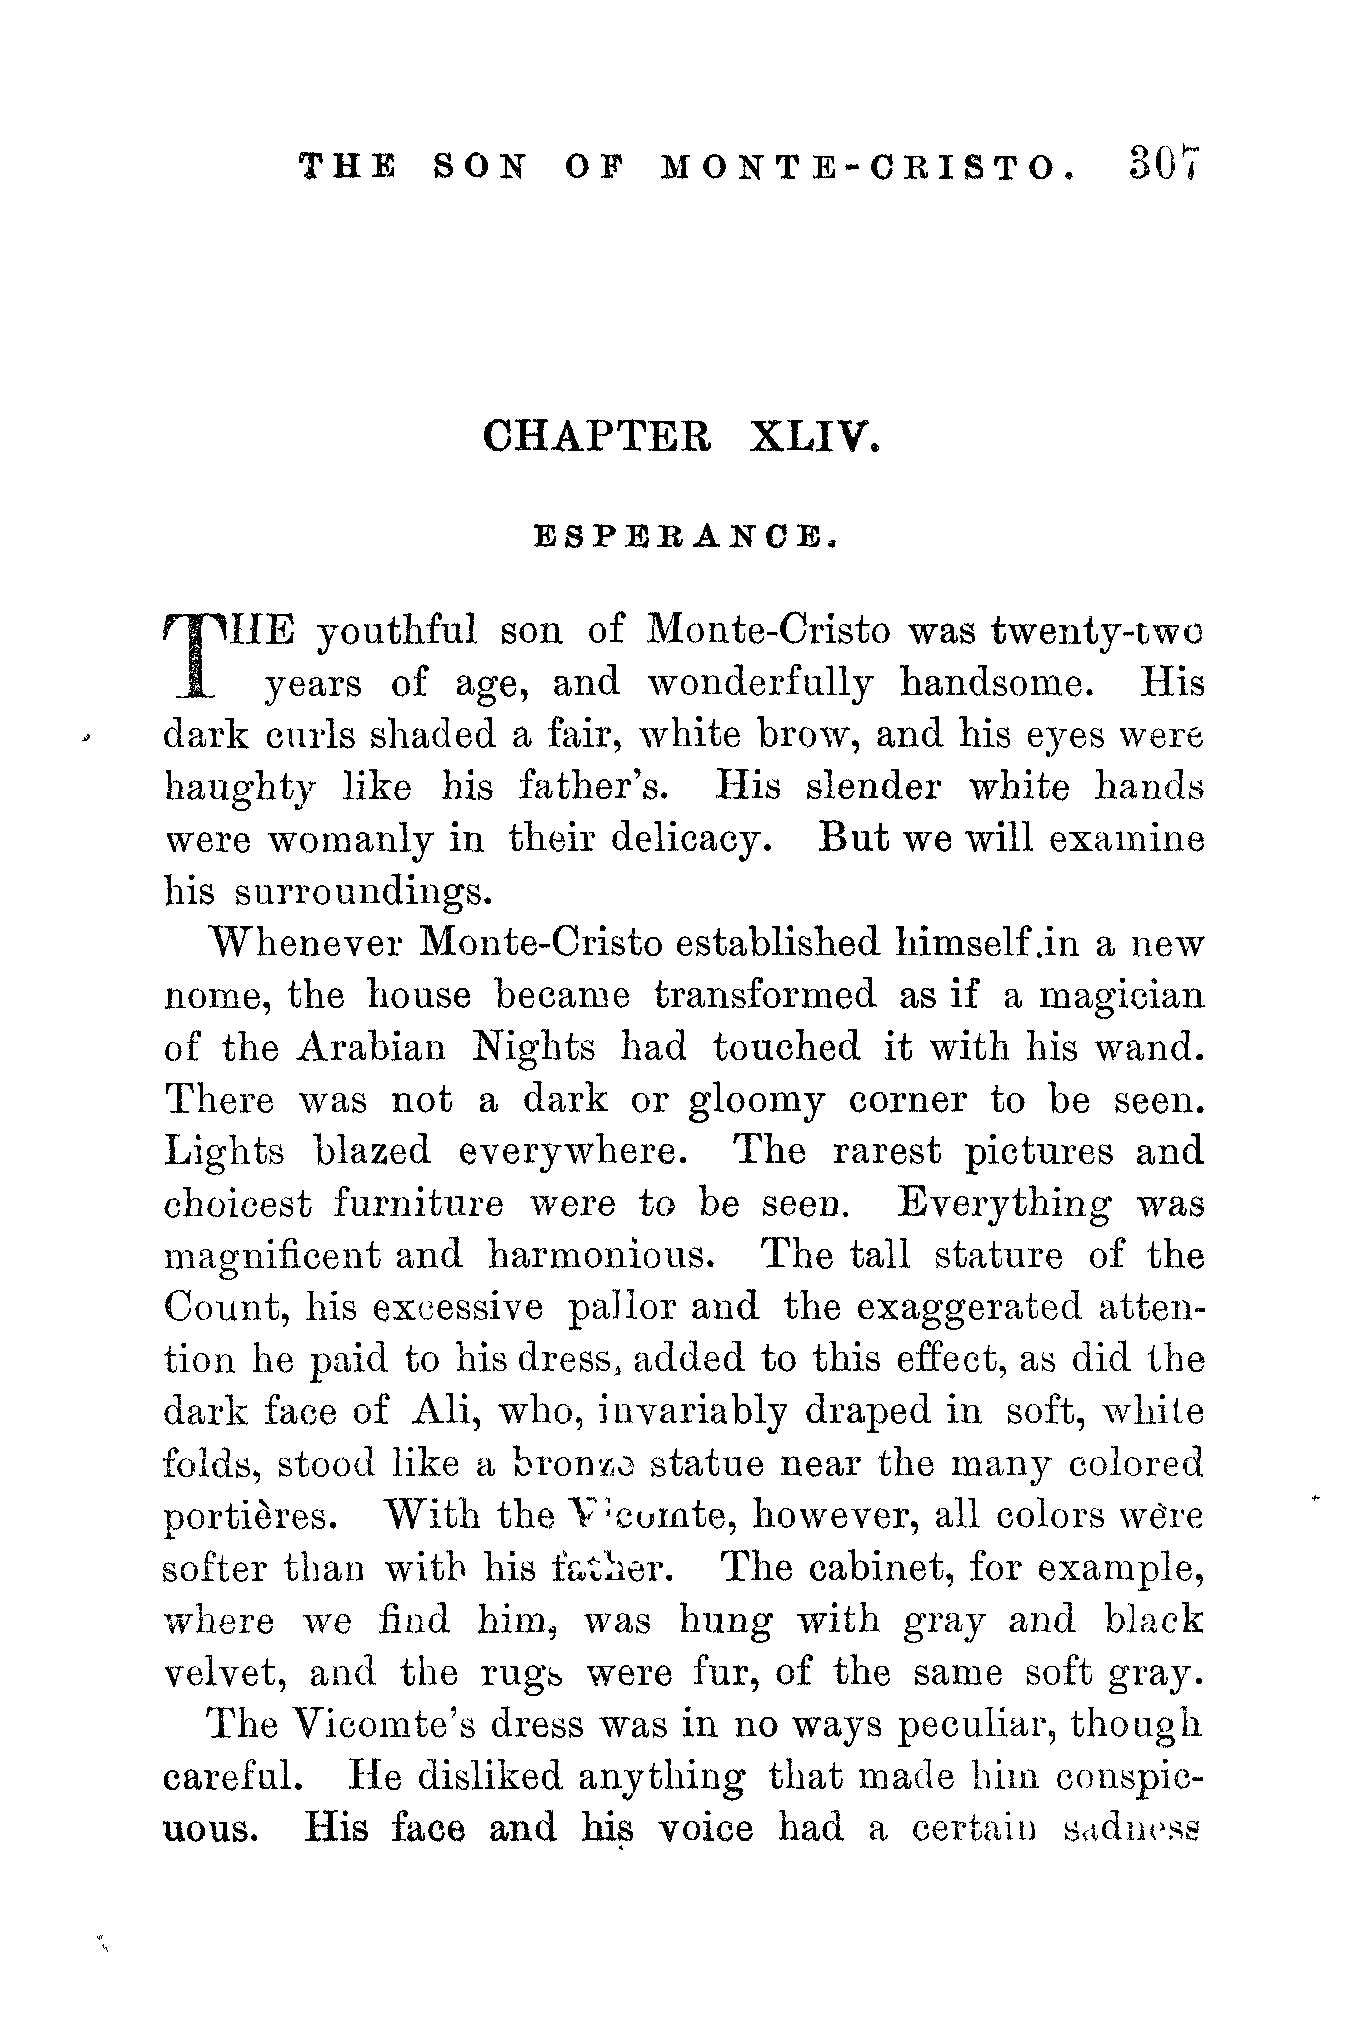 THE SON OF MONTE-CRISTO. 307
CHAPTER XLIV.
ESPERANCE.
THE youthful son of Monte-Cristo was twenty-two
years of age, and wonderfully handsome. His
dark curls shaded a fair, white brow, and his eyes were
haughty like his father's. His slender white hands
were womanly in their delicacy. But we will examine
his surroundings.
Whenever Monte-Cristo established himself.in a new
nome, the house became transformed as if a magician
of the Arabian Nights had touched it with his wand.
There was not a dark or gloomy corner to be seen.
Lights blazed everywhere. The rarest pictures and
choicest furniture were to be seen. Everything was
magnificent and harmonious. The tall stature of the
Count, his excessive pallor and the exaggerated atten-
tion he paid to his dress, added to this effect, as did the
dark face of Ali, who, invariably draped in soft, white
folds, stood like a bronze statue near the many colored
portières. With the Vicomte, however, all colors were
softer than with his father. The cabinet, for example,
where we find him, was hung with gray and black
velvet, and the rugs were fur, of the same soft gray.
The Vicomte's dress was in no ways peculiar, though
careful. He disliked anything that made him conspic-
uous. His face and his voice had a certain sadness